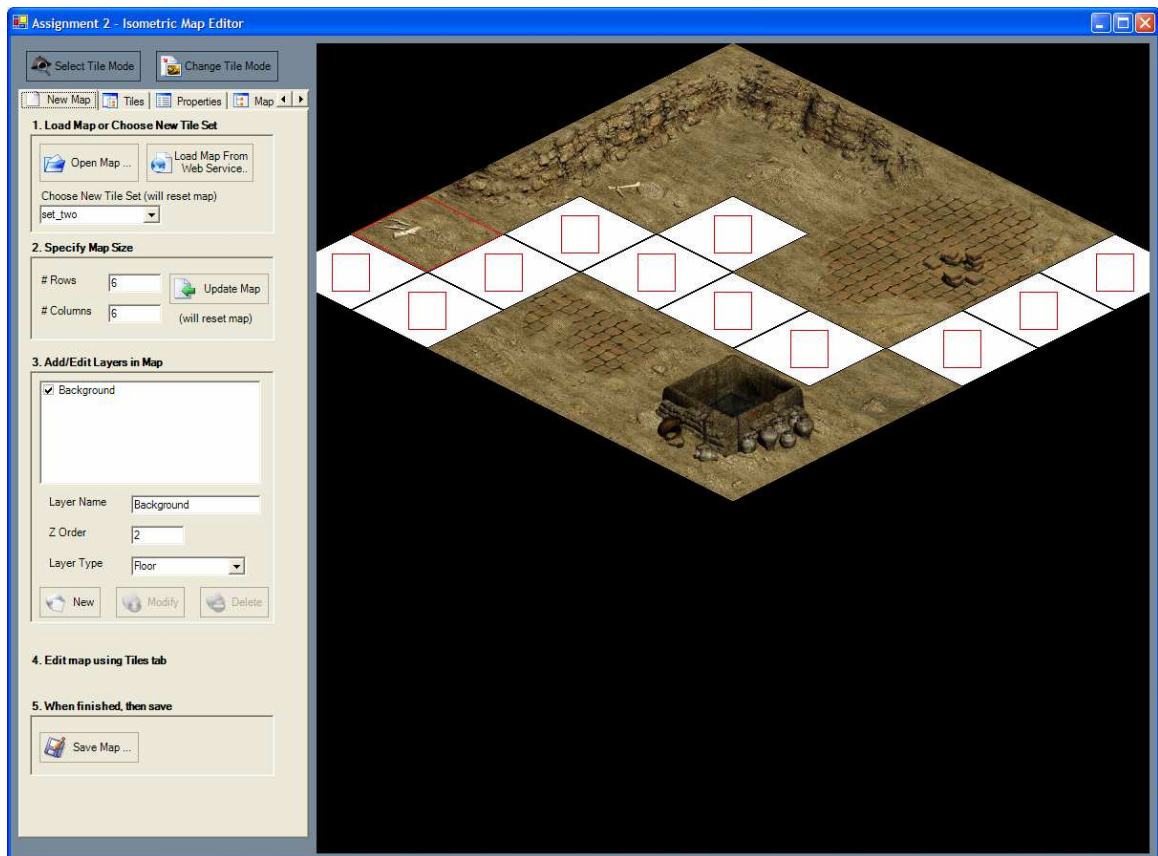 Assignment 2 - Isometric Map Editor
Select Tile Mode
Change Tile Mode
New Map
Tiles
Properties
Map
1. Load Map or Choose New Tile Set
Open Map ...
Load Map From
Web Service..
Choose New Tile Set (will reset map)
set_two
2. Specify Map Size
# Rows
6
Update Map
# Columns
6
(will reset map)
3. Add/Edit Layers in Map
Background
Layer Name
Background
Z Order
2
Layer Type
Floor
New
Modify
Delete
4. Edit map using Tiles tab
5. When finished, then save
Save Map ...